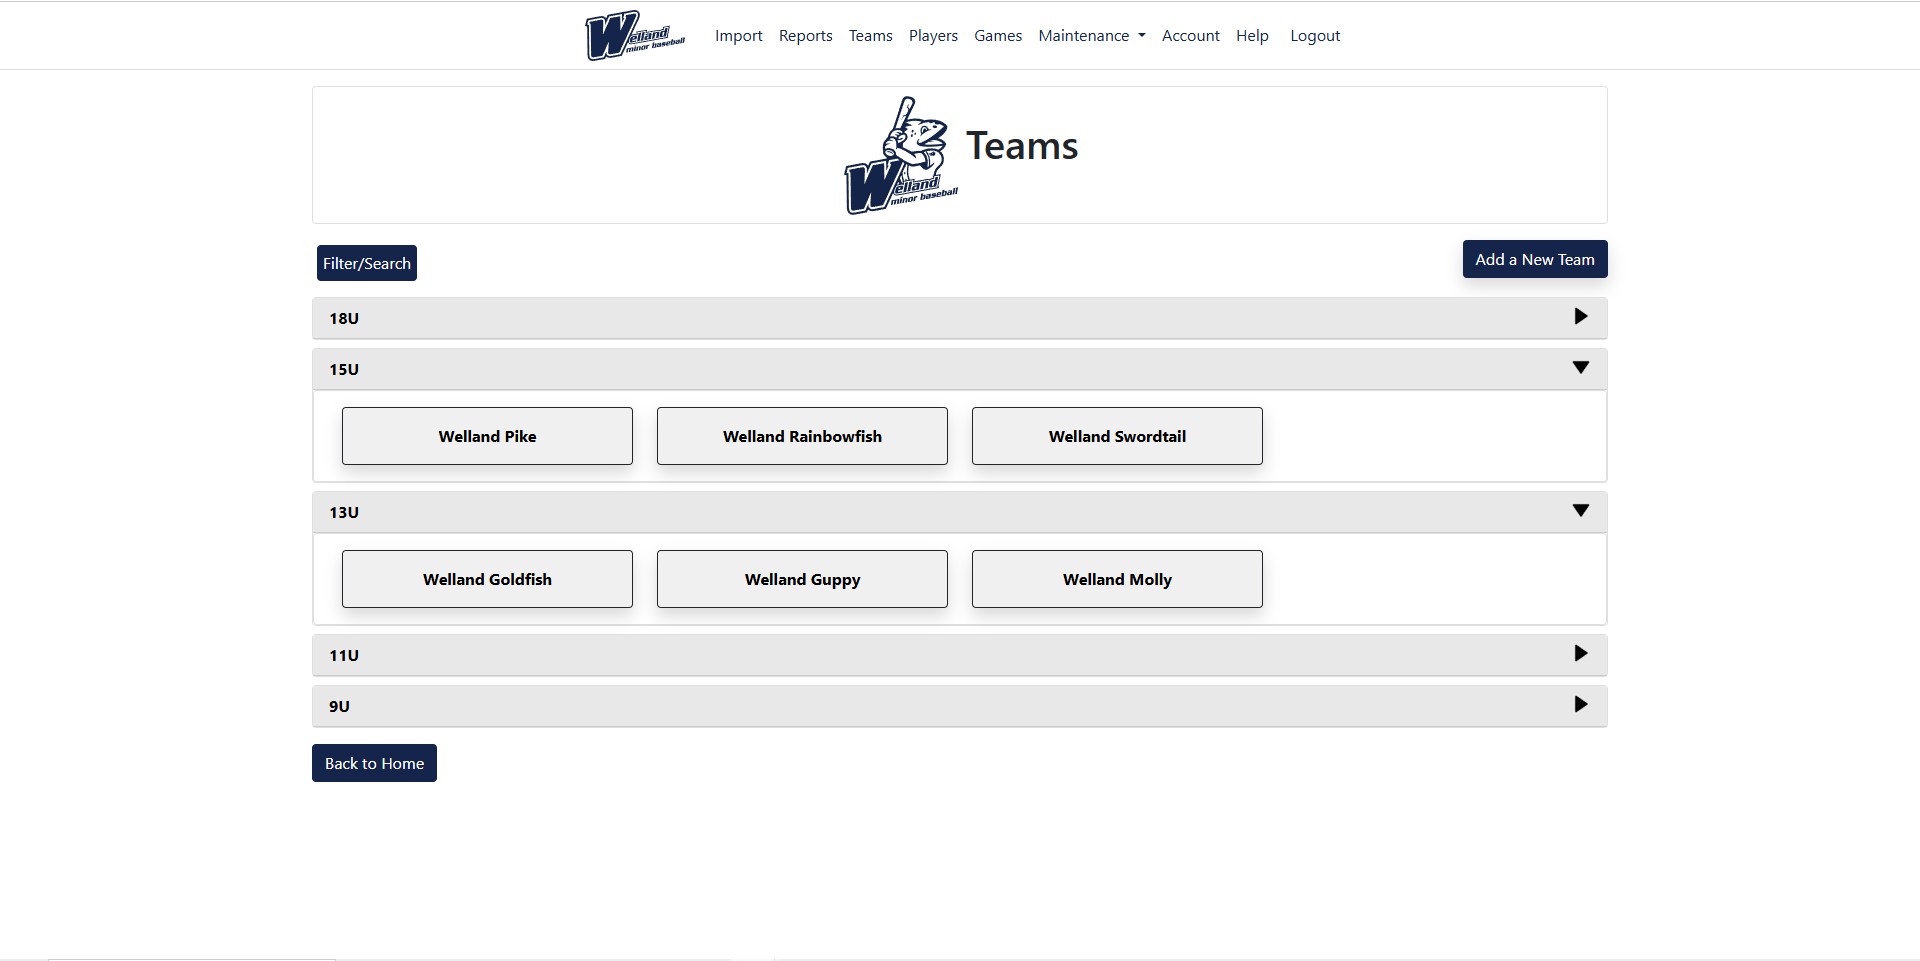 Welland
minor baseball
Import Reports Teams Players Games Maintenance Account Help Logout
Teams
Welland
minor baseball
Filter/Search
Add a New Team
18U
15U
Welland Pike
Welland Rainbowfish
Welland Swordtail
13U
Welland Goldfish
Welland Guppy
Welland Molly
11U
9U
Back to Home